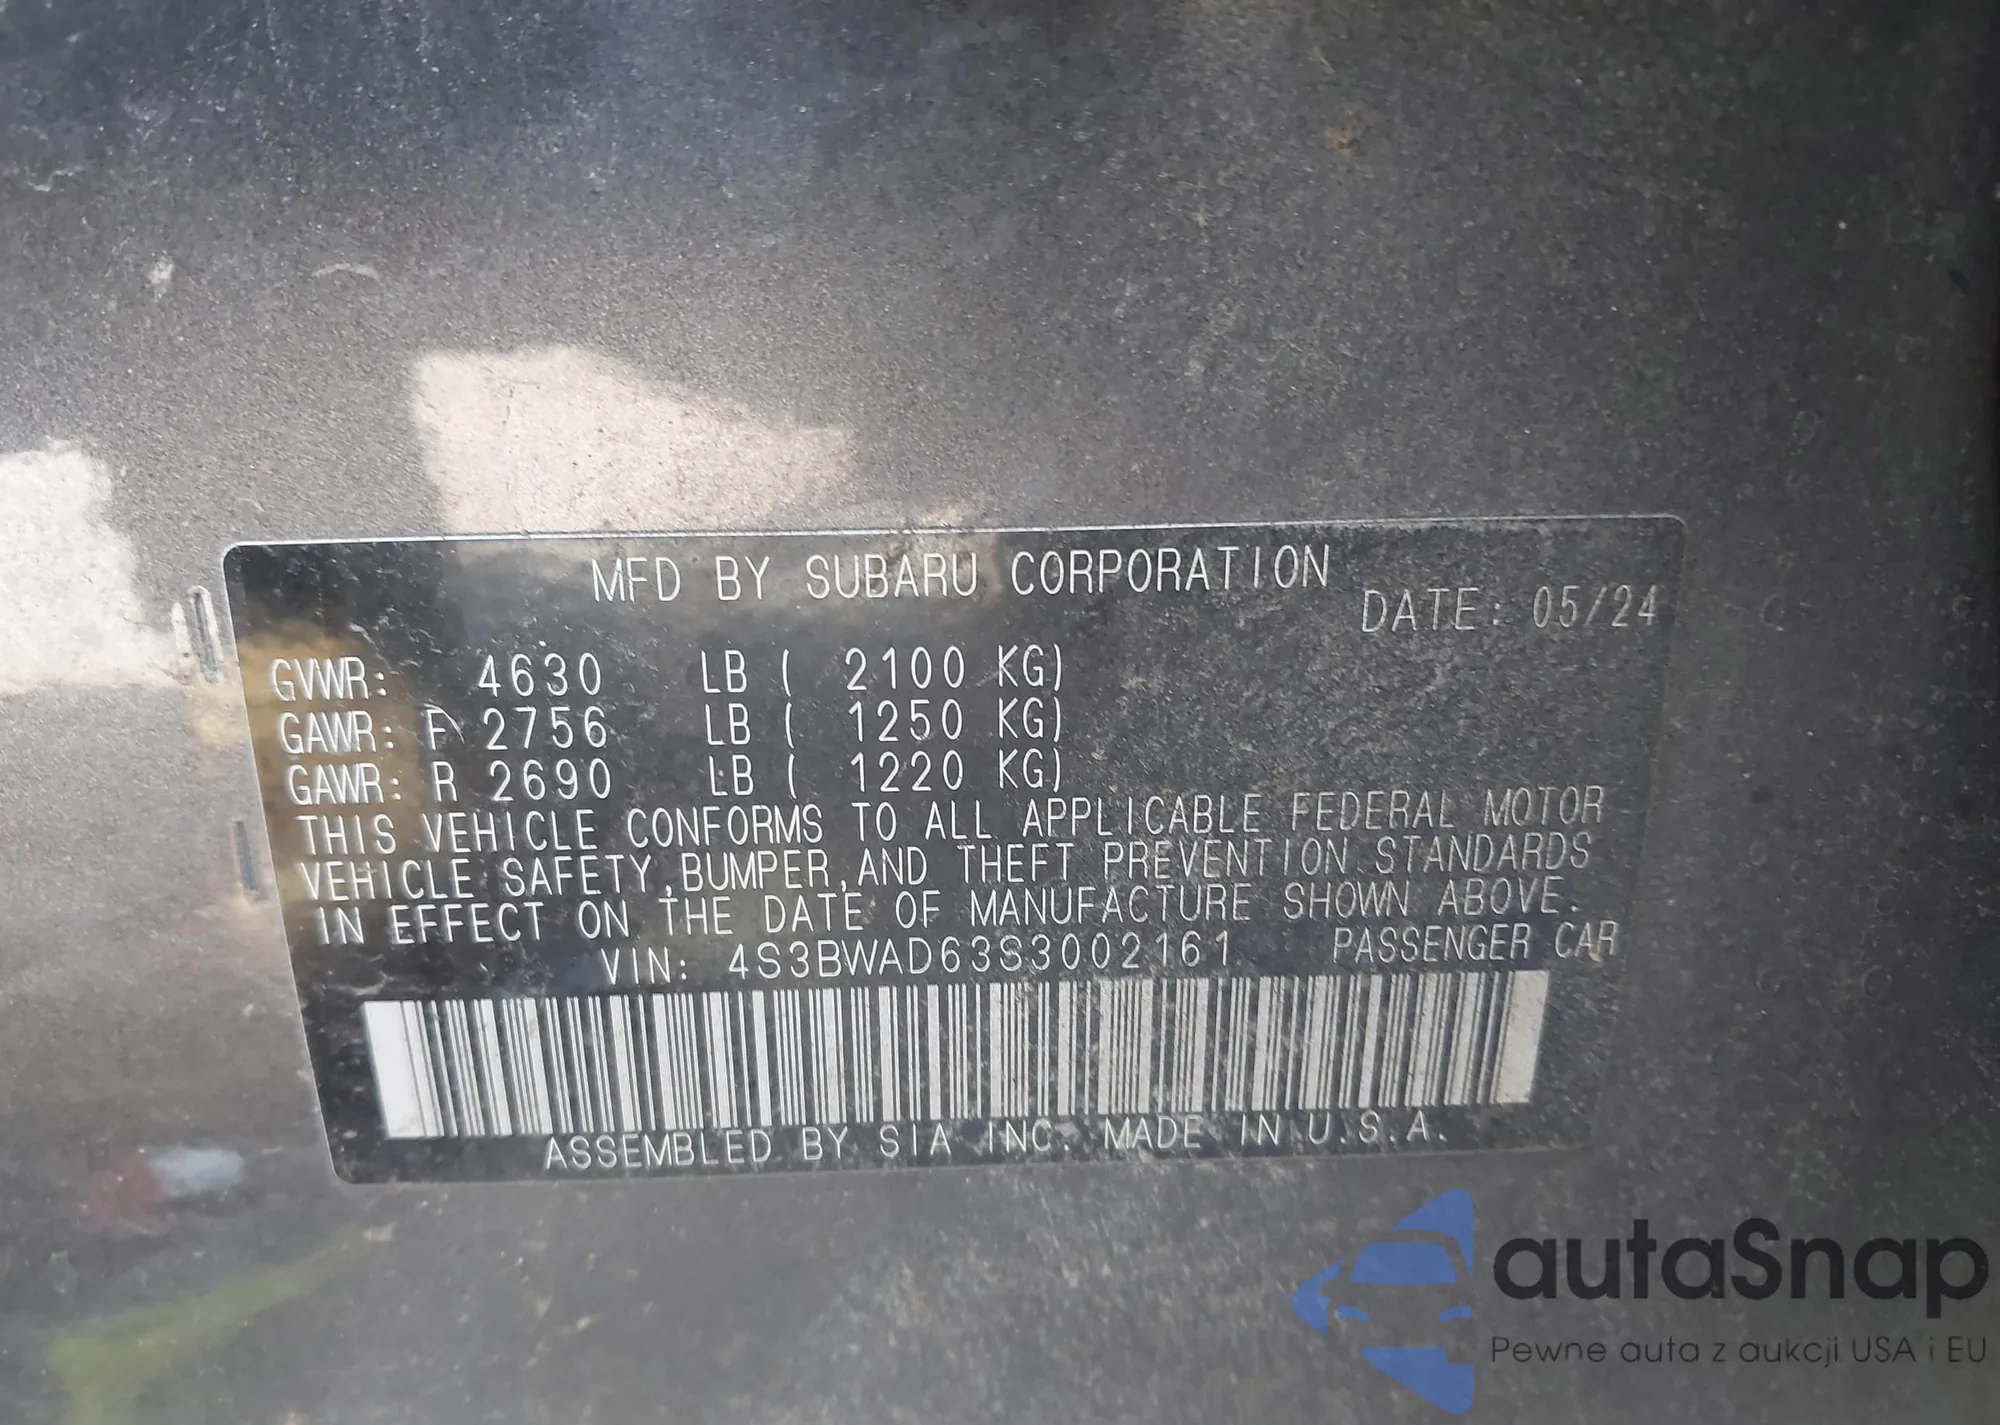 MFD BY SUBARU CORPORATION
DATE: 05/24
GVWR: 4630 LB ( 2100 KG)
GAWR: F 2756 LB ( 1250 KG)
GAWR: R 2690 LB ( 1220 KG)
THIS VEHICLE CONFORMS TO ALL APPLICABLE FEDERAL MOTOR
VEHICLE SAFETY,BUMPER,AND THEFT PREVENTION STANDARDS
IN EFFECT ON THE DATE OF MANUFACTURE SHOWN ABOVE.
VIN: 4S3BWAD63S3002161 PASSENGER CAR
ASSEMBLED BY SIA INC. MADE IN U.S.A.
autaSnap
Pewne auta z aukcji USA i EU